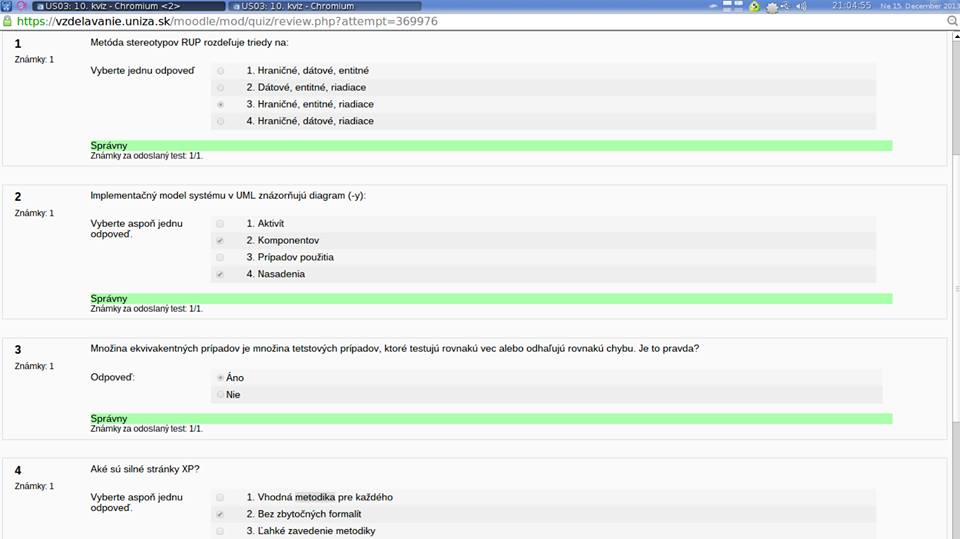 US03: 10. kvíz - Chromium <2>
US03: 10. kvíz - Chromium
21:04:55
Ne 15. December 2013
https://vzdelavanie.uniza.sk/moodle/mod/quiz/review.php?attempt=369976
1
Známky: 1
Metóda stereotypov RUP rozdeľuje triedy na:
Vyberte jednu odpoveď
1. Hraničné, dátové, entitné
2. Dátové, entitné, riadiace
3. Hraničné, entitné, riadiace
4. Hraničné, dátové, riadiace
Správny
Známky za odoslaný test: 1/1.
2
Známky: 1
Implementačný model systému v UML znázorňujú diagram (-y):
Vyberte aspoň jednu
odpoveď.
1. Aktivít
2. Komponentov
3. Prípadov použitia
4. Nasadenia
Správny
Známky za odoslaný test: 1/1.
3
Známky: 1
Množina ekvivakentných prípadov je množina tetstových prípadov, ktoré testujú rovnakú vec alebo odhaľujú rovnakú chybu. Je to pravda?
Odpoveď:
Áno
Nie
Správny
Známky za odoslaný test: 1/1.
4
Známky: 1
Aké sú silné stránky XP?
Vyberte aspoň jednu
odpoveď.
1. Vhodná metodika pre každého
2. Bez zbytočných formalít
3. Ľahké zavedenie metodiky